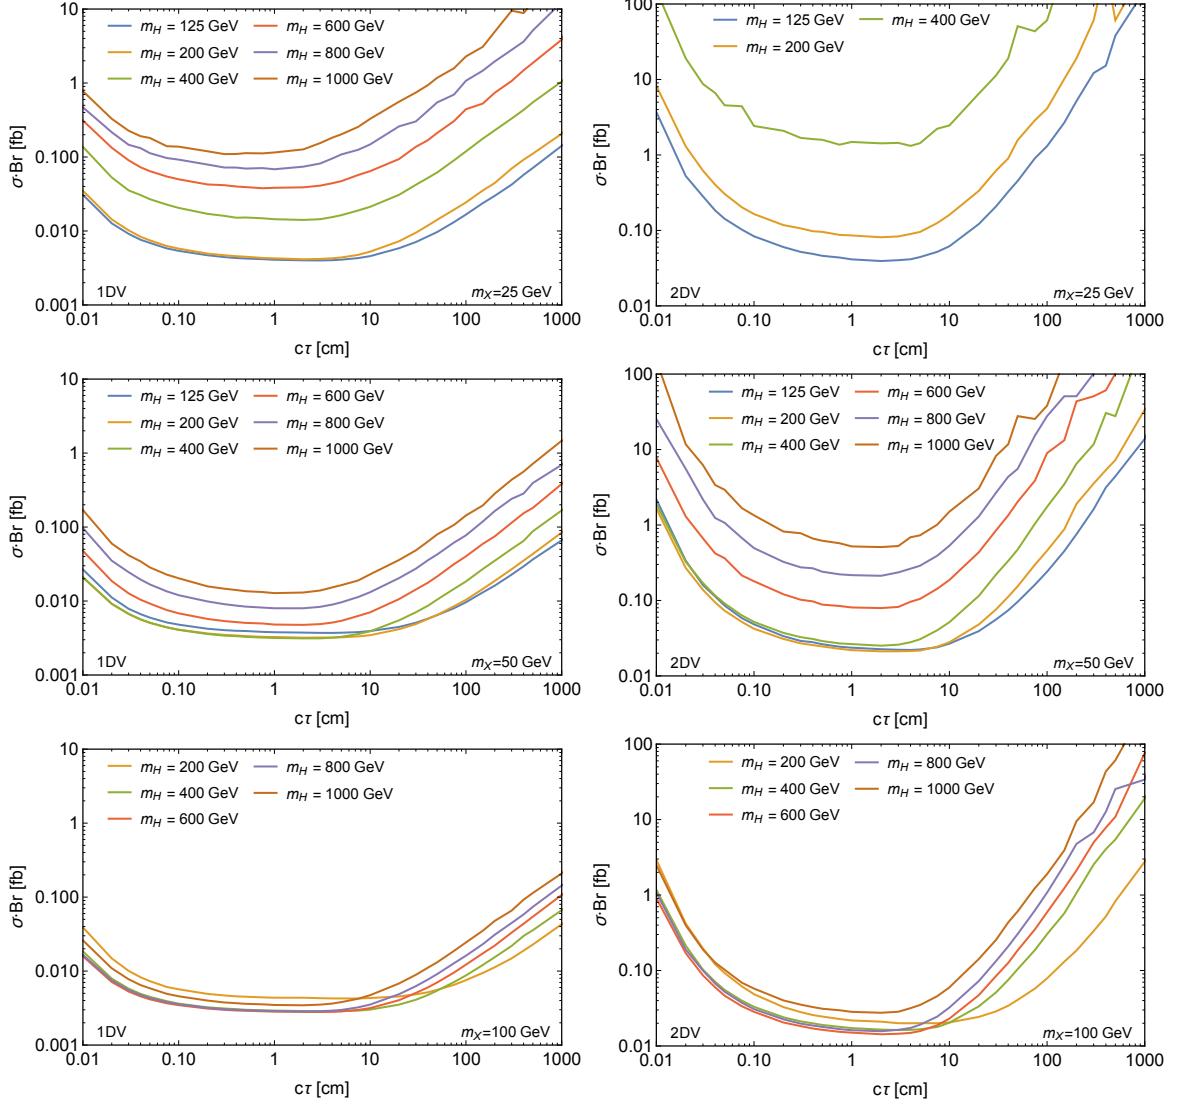 10
1
0.100
0.010
0.001
σ·Br [fb]
m_H = 125 GeV
m_H = 600 GeV
m_H = 200 GeV
m_H = 800 GeV
m_H = 400 GeV
m_H = 1000 GeV
1DV
m_X=25 GeV
0.01 0.10 1 10 100 1000
cτ [cm]
100
10
1
0.10
0.01
σ·Br [fb]
m_H = 125 GeV
m_H = 400 GeV
m_H = 200 GeV
2DV
m_X=25 GeV
0.01 0.10 1 10 100 1000
cτ [cm]
10
1
0.100
0.010
0.001
σ·Br [fb]
m_H = 125 GeV
m_H = 600 GeV
m_H = 200 GeV
m_H = 800 GeV
m_H = 400 GeV
m_H = 1000 GeV
1DV
m_X=50 GeV
0.01 0.10 1 10 100 1000
cτ [cm]
100
10
1
0.10
0.01
σ·Br [fb]
m_H = 125 GeV
m_H = 600 GeV
m_H = 200 GeV
m_H = 800 GeV
m_H = 400 GeV
m_H = 1000 GeV
2DV
m_X=50 GeV
0.01 0.10 1 10 100 1000
cτ [cm]
10
1
0.100
0.010
0.001
σ·Br [fb]
m_H = 200 GeV
m_H = 800 GeV
m_H = 400 GeV
m_H = 1000 GeV
m_H = 600 GeV
1DV
m_X=100 GeV
0.01 0.10 1 10 100 1000
cτ [cm]
100
10
1
0.10
0.01
σ·Br [fb]
m_H = 200 GeV
m_H = 800 GeV
m_H = 400 GeV
m_H = 1000 GeV
m_H = 600 GeV
2DV
m_X=100 GeV
0.01 0.10 1 10 100 1000
cτ [cm]